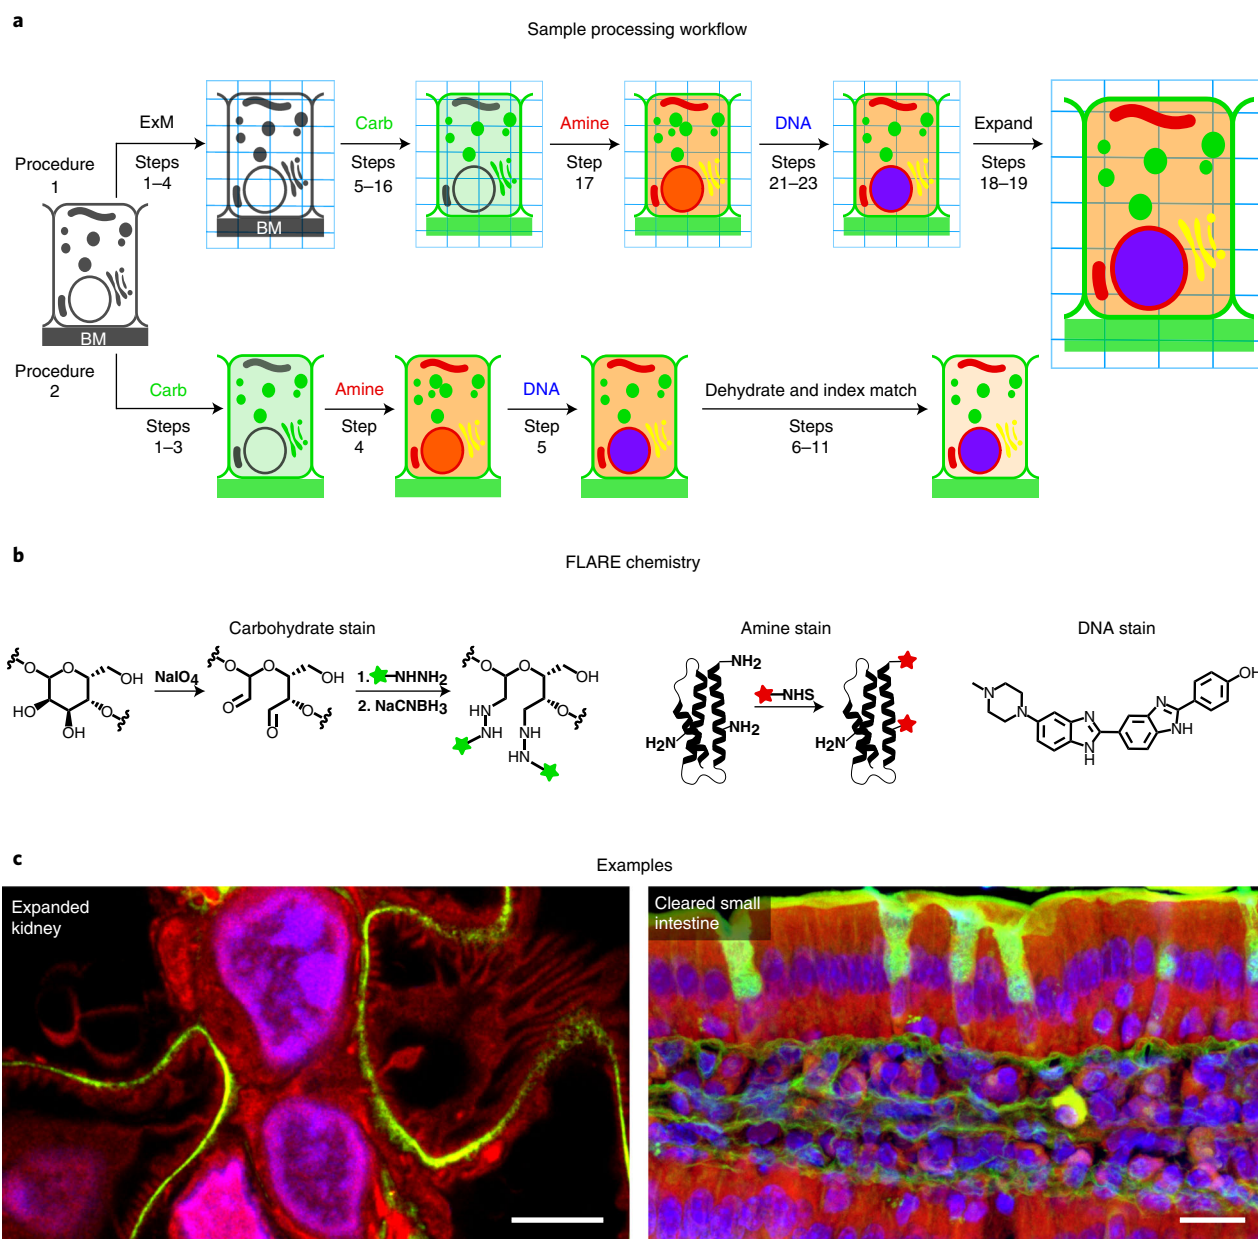 a
Sample processing workflow
Procedure
1
ExM
Steps
1–4
Carb
Steps
5–16
Amine
Step
17
DNA
Steps
21–23
Expand
Steps
18–19
BM
BM
Procedure
2
Carb
Steps
1–3
Amine
Step
4
DNA
Step
5
Dehydrate and index match
Steps
6–11
b
FLARE chemistry
Carbohydrate stain
Amine stain
DNA stain
O
O
OH
HO
OH
O
NaIO4
O
O
OH
O
O
O
1. NHNH2
2. NaCNBH3
O
O
OH
O
HN
NH
NH
HN
NH2
NH2
H2N
NHS
H2N
N
N
N
N
H
N
NH
OH
c
Examples
Expanded
kidney
Cleared small
intestine